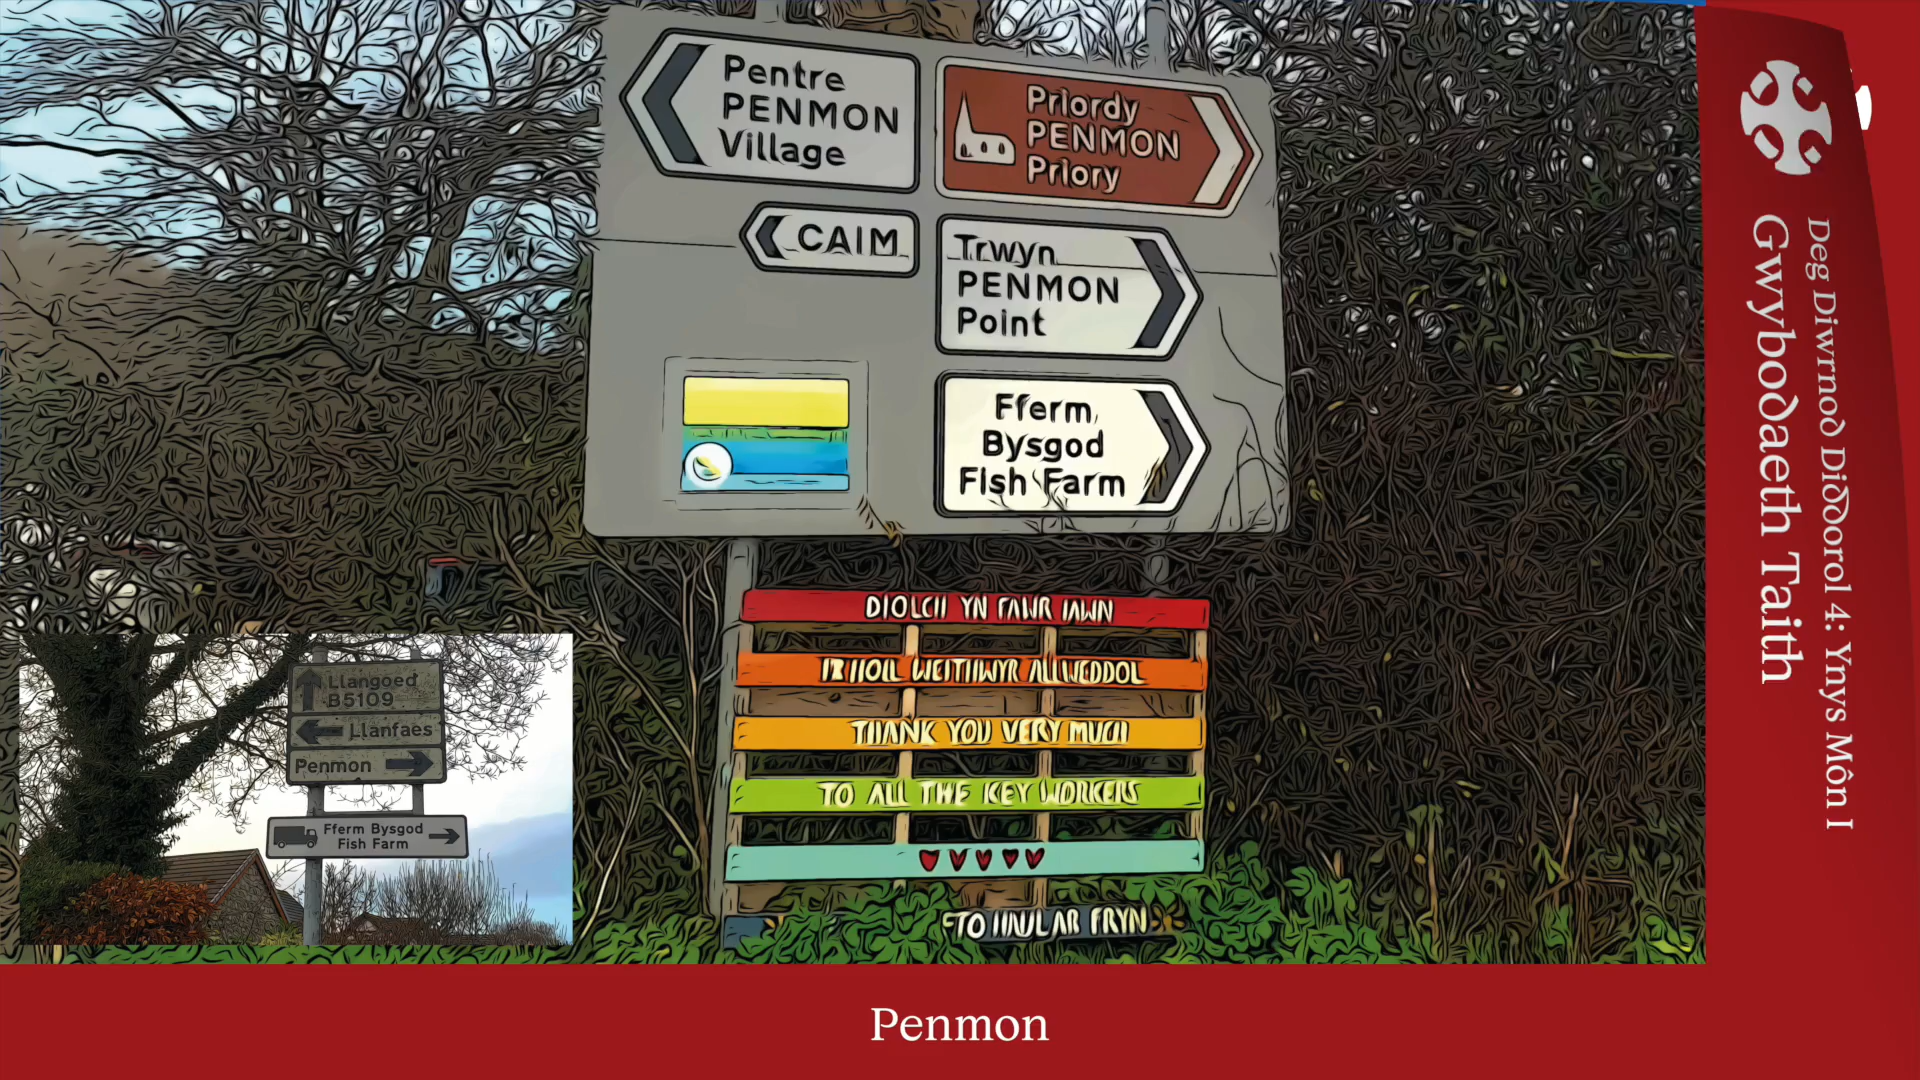 Pentre
PENMON
Village
Priordy
PENMON
Priory
CAIM
Trwyn
PENMON
Point
Fferm
Bysgod
Fish Farm
DIOLCH YN FAWR IAWN
I'R HOLL WEITHWYR ALLWEDDOL
THANK YOU VERY MUCH
TO ALL THE KEY WORKERS
Llangoed
B5109
Llanfaes
Penmon
Fferm Bysgod
Fish Farm
Deg Diwrnod Diddorol 4: Ynys Môn I
Gwybodaeth Taith
Penmon